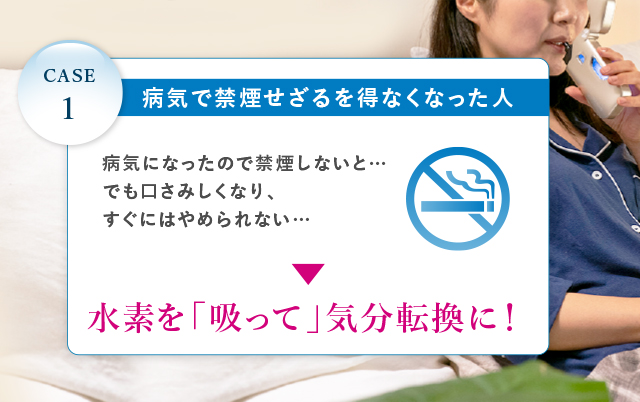 CASE
1
病気で禁煙せざるを得なくなった人
病気になったので禁煙しないと…
でも口さみしくなり、
すぐにはやめられない…
水素を「吸って」気分転換に！